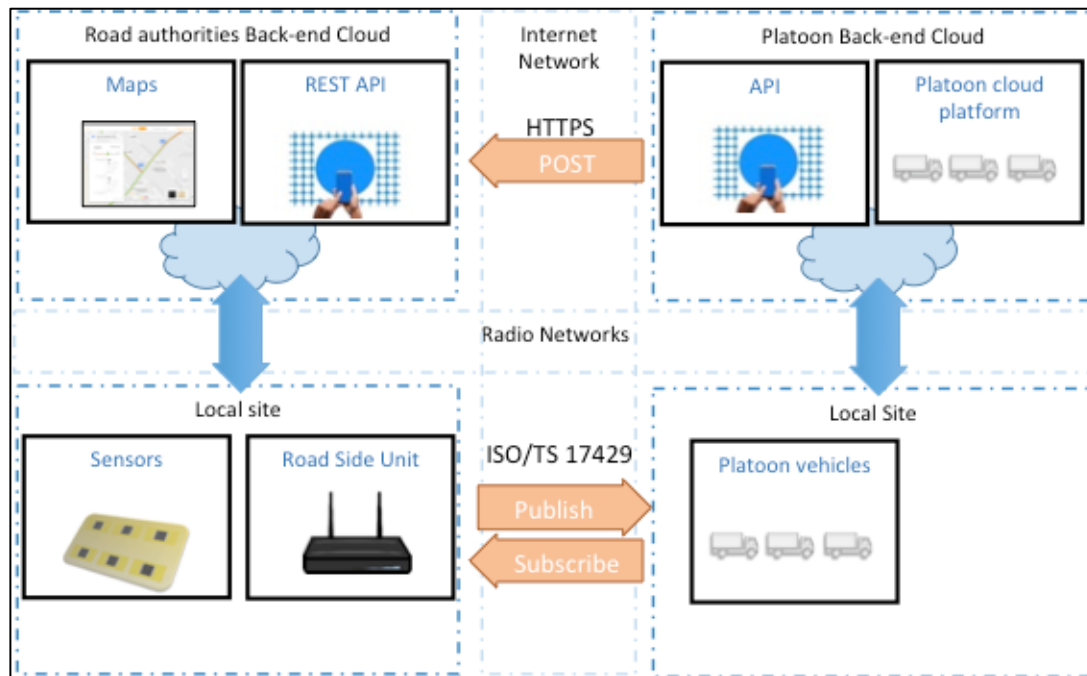 Road authorities Back-end Cloud
Maps
REST API
Internet
Network
HTTPS
POST
Platoon Back-end Cloud
API
Platoon cloud
platform
Radio Networks
Local site
Sensors
Road Side Unit
ISO/TS 17429
Publish
Subscribe
Local Site
Platoon vehicles